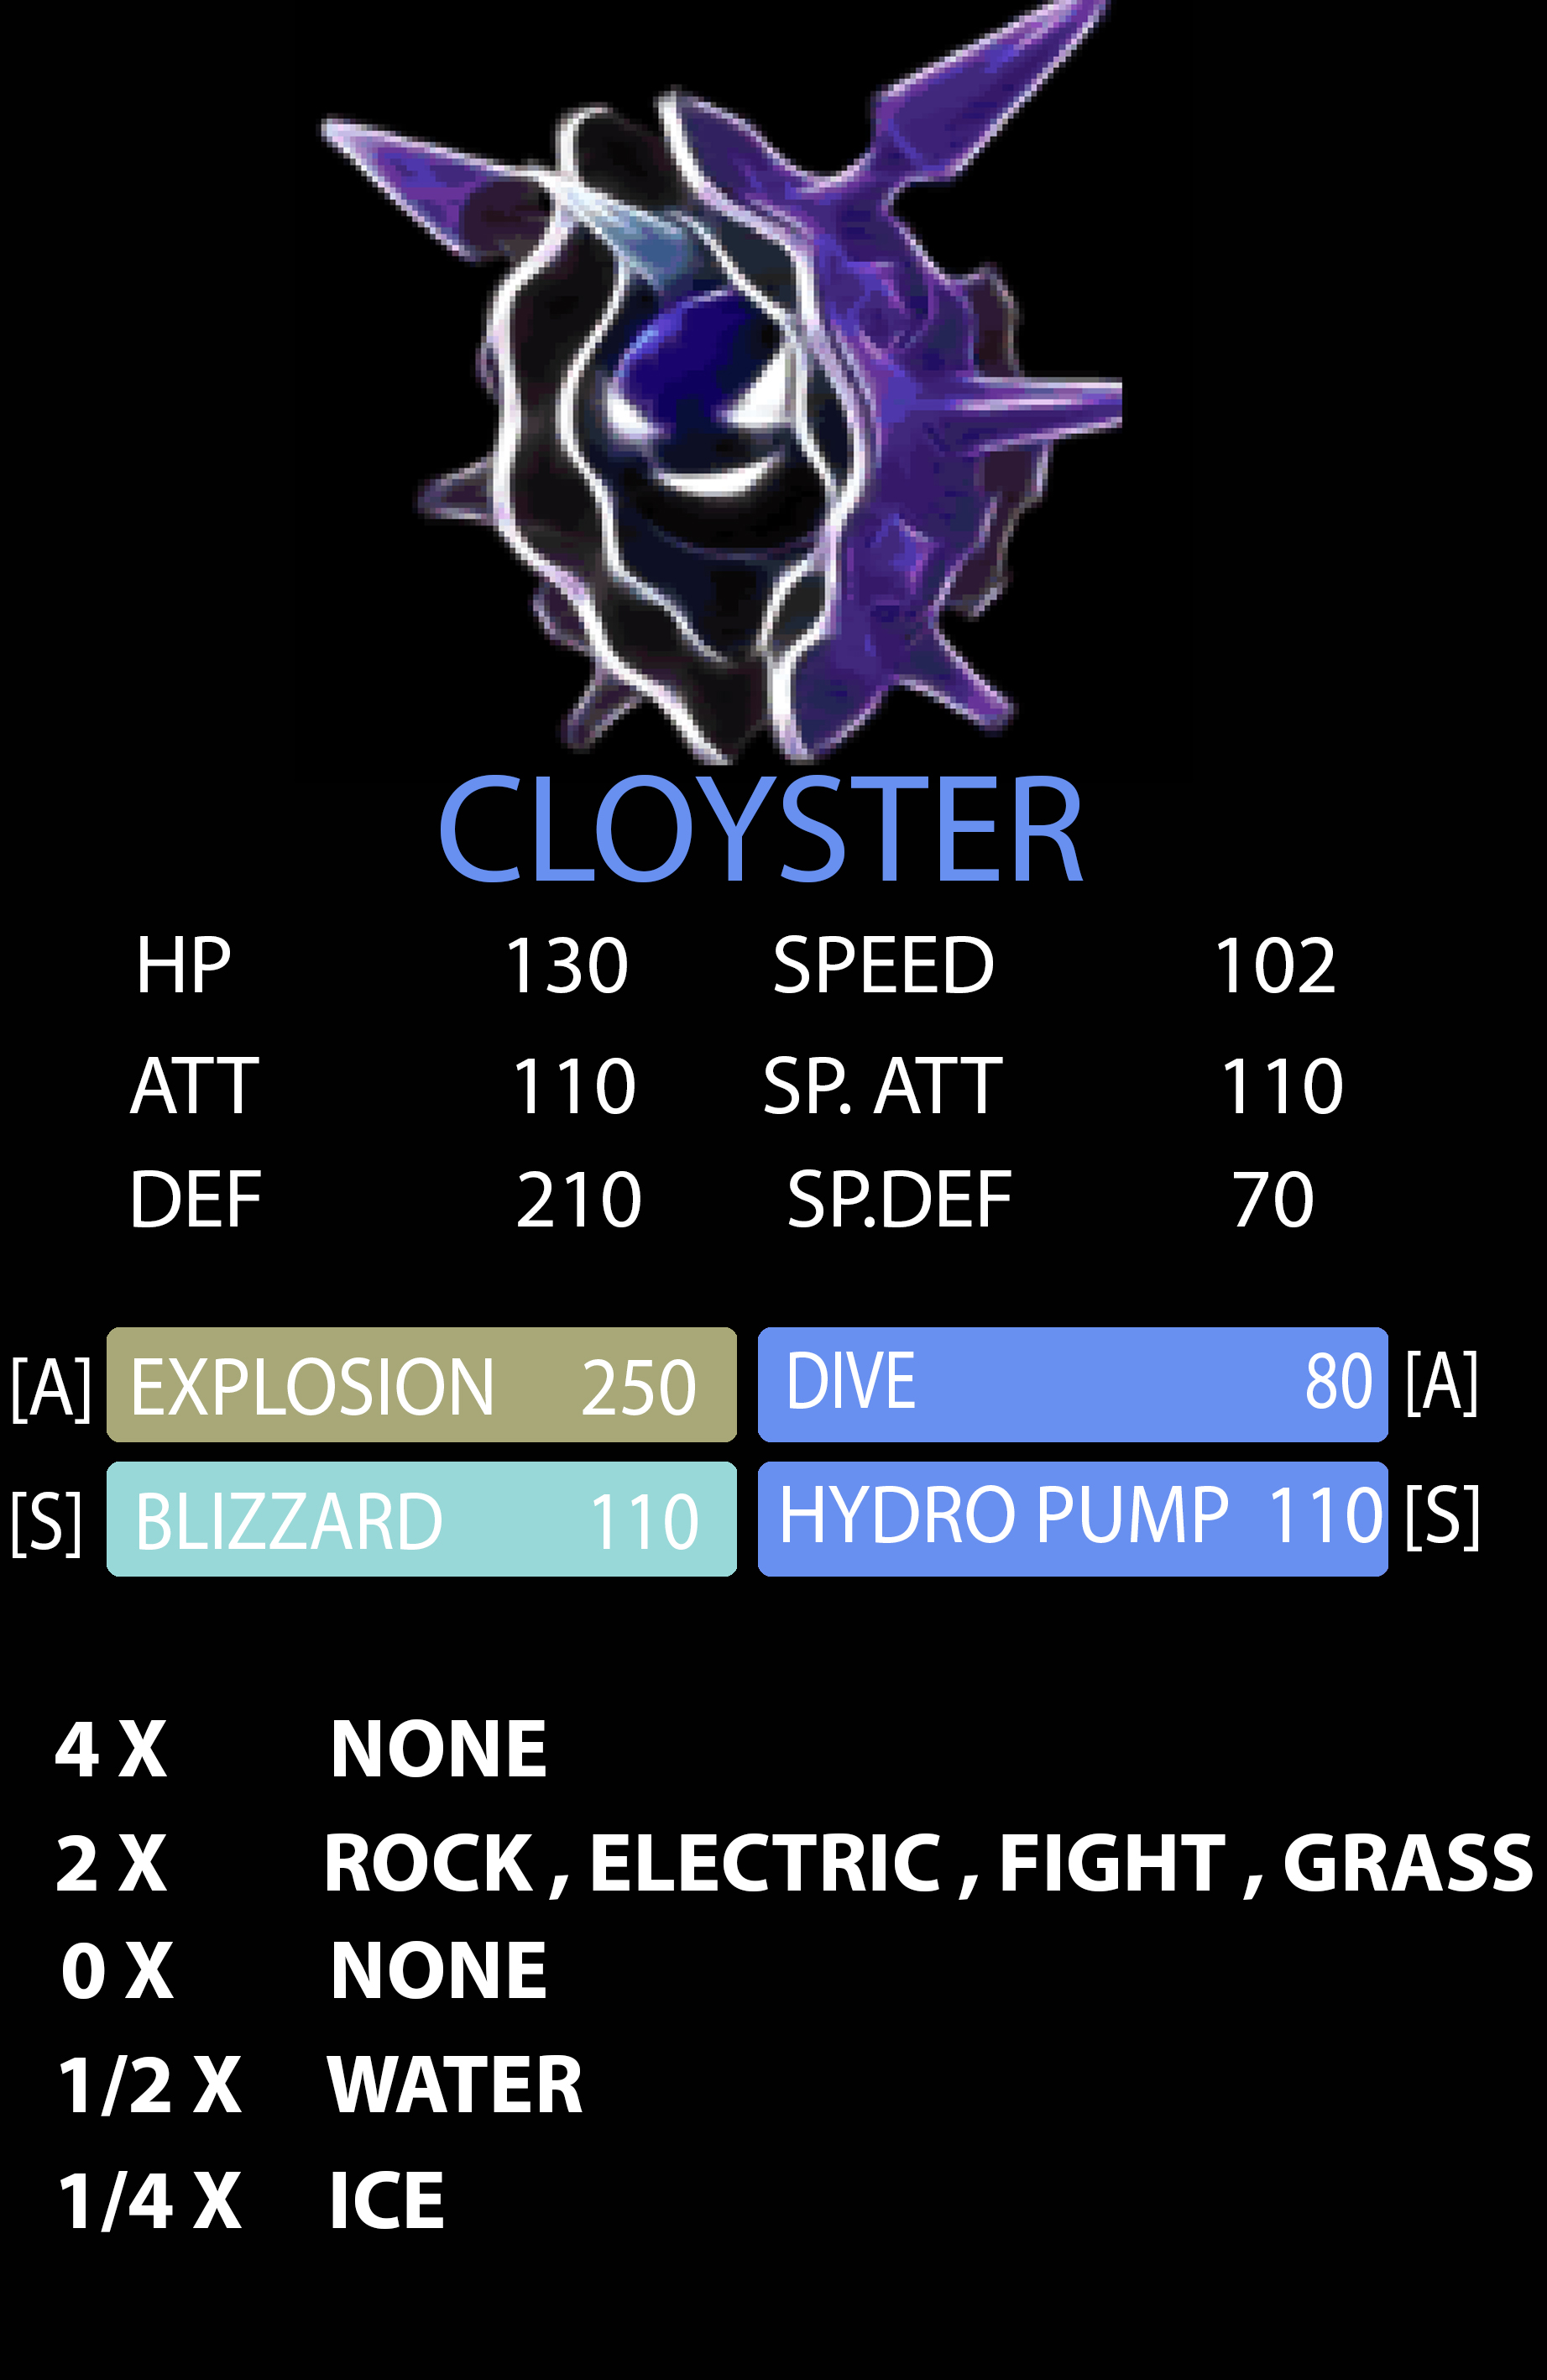 CLOYSTER
HP 130 SPEED 102
ATT 110 SP. ATT 110
DEF 210 SP.DEF 70
[A] EXPLOSION 250 DIVE 80 [A]
[S] BLIZZARD 110 HYDRO PUMP 110 [S]
4 X NONE
2 X ROCK , ELECTRIC , FIGHT , GRASS
0 X NONE
1/2 X WATER
1/4 X ICE